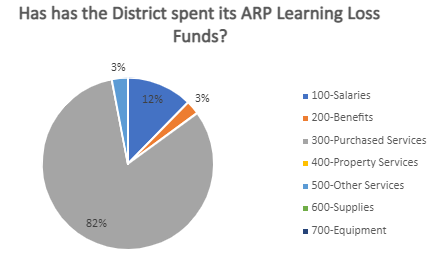 Has has the District spent its ARP Learning Loss
Funds?
3%
12%
3%
82%
100-Salaries
200-Benefits
300-Purchased Services
400-Property Services
500-Other Services
600-Supplies
700-Equipment